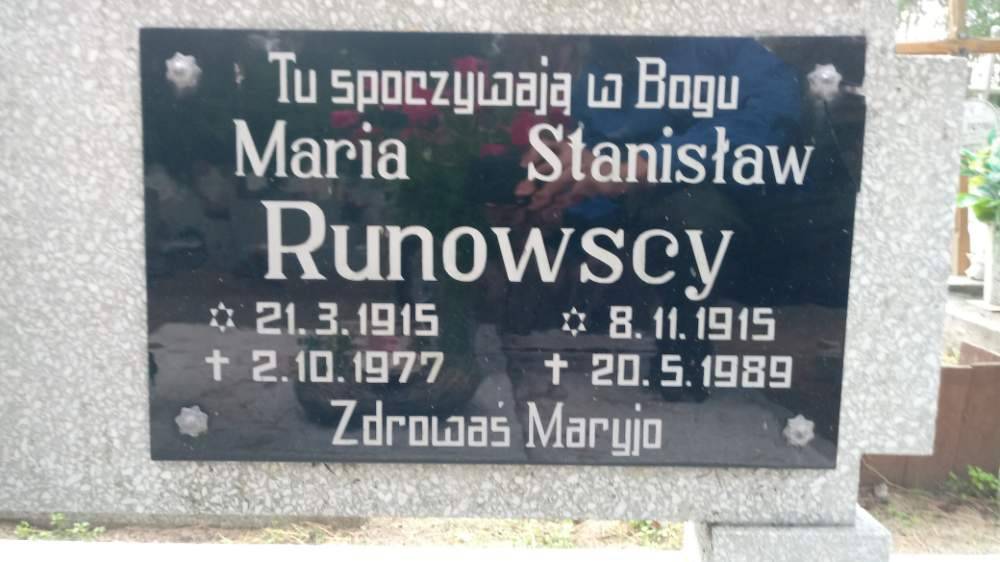 Tu spoczywają w Bogu
Maria Stanisław
Runowscy
✡ 21.3.1915 ✡ 8.11.1915
✝ 2.10.1977 ✝ 20.5.1989
Zdrowaś Maryjo